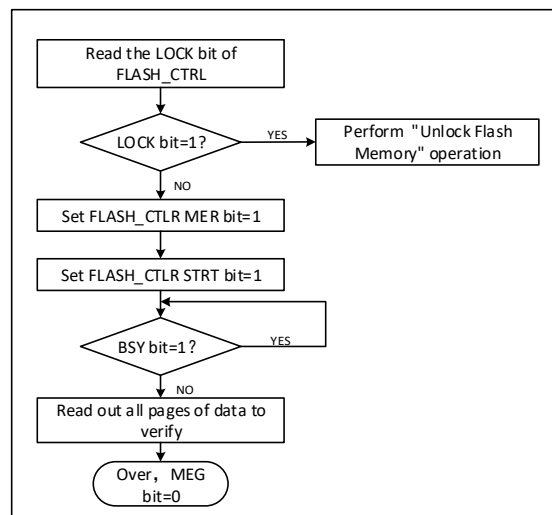 Read the LOCK bit of
FLASH_CTRL
LOCK bit=1?
YES
Perform "Unlock Flash
Memory" operation
NO
Set FLASH_CTLR MER bit=1
Set FLASH_CTLR STRT bit=1
BSY bit=1?
YES
NO
Read out all pages of data to
verify
Over，MEG
bit=0